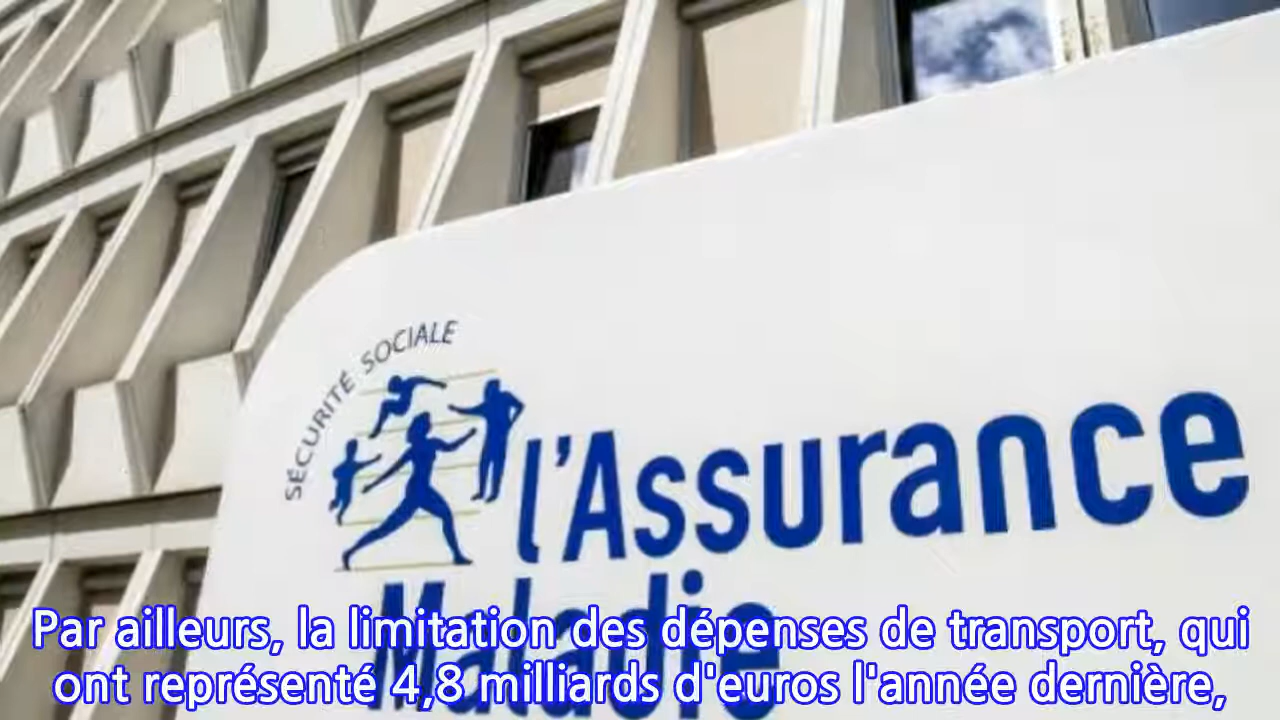 SÉCURITÉ SOCIALE
l'Assurance
Maladie
Par ailleurs, la limitation des dépenses de transport, qui
ont représenté 4,8 milliards d'euros l'année dernière,